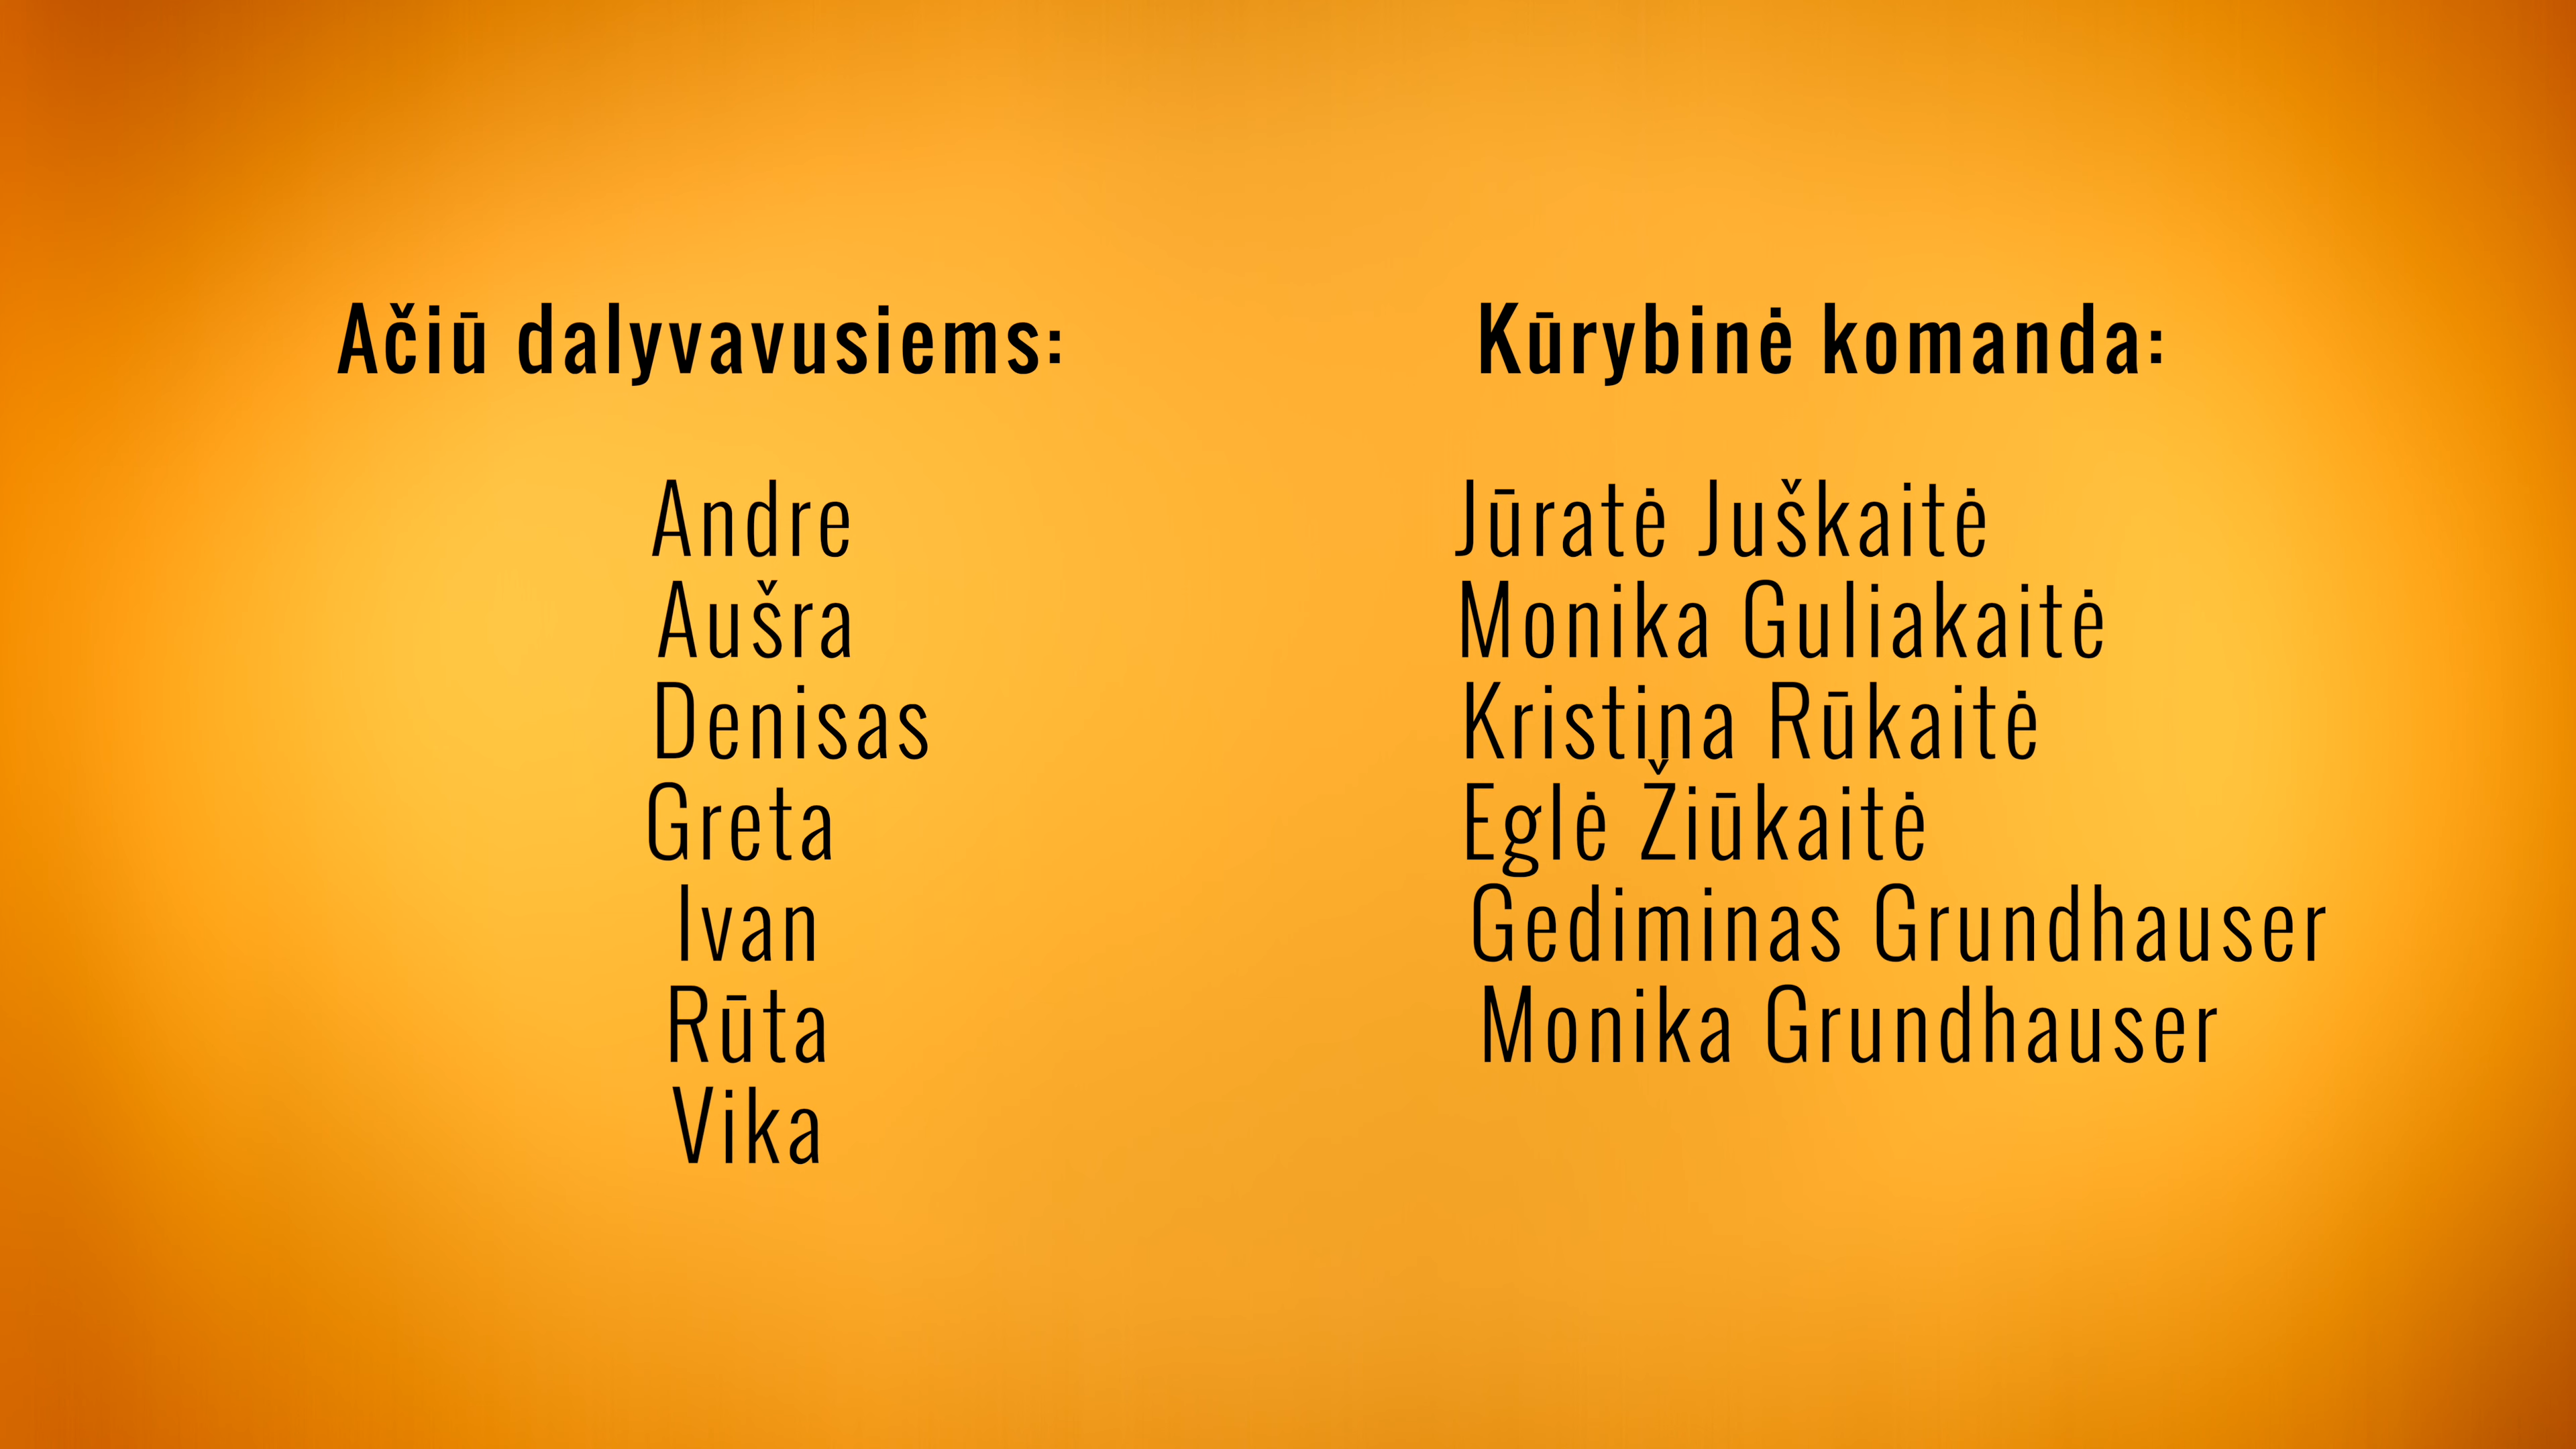 Ačiū dalyvavusiems:
Andre
Aušra
Denisas
Greta
Ivan
Rūta
Vika
Kūrybinė komanda:
Jūratė Juškaitė
Monika Guliakaitė
Kristina Rūkaitė
Eglė Žiūkaitė
Gediminas Grundhauser
Monika Grundhauser